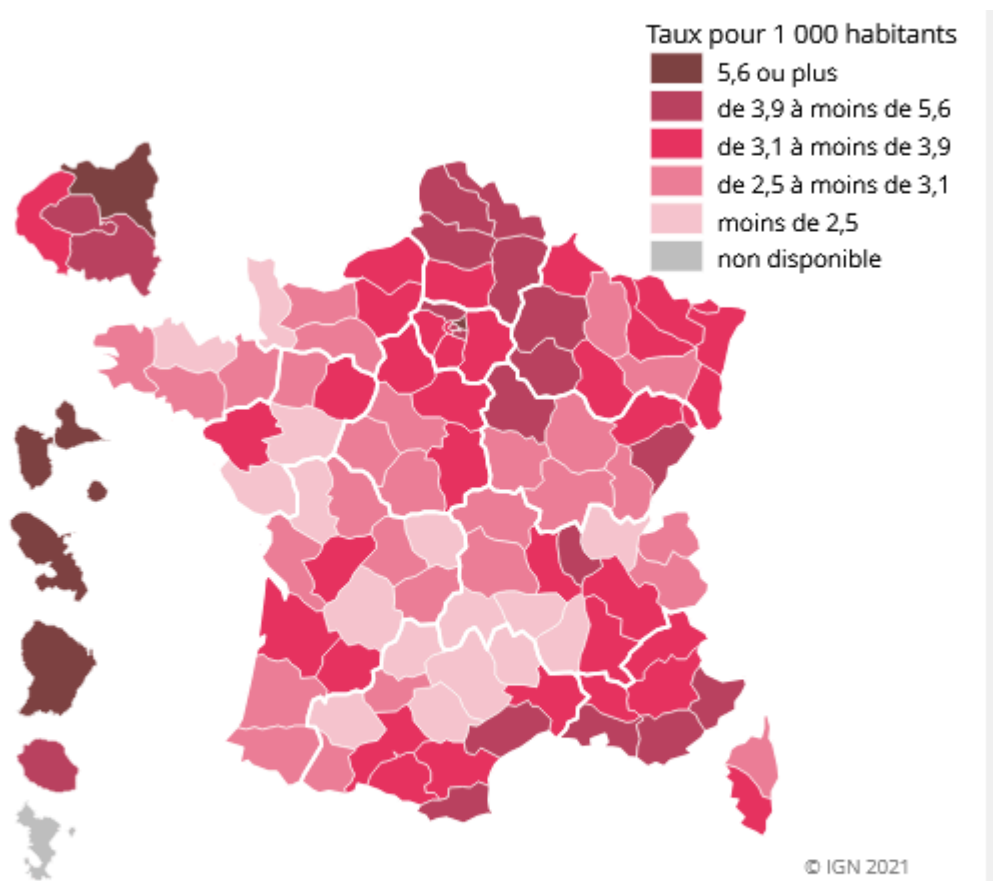 Taux pour 1 000 habitants
5,6 ou plus
de 3,9 à moins de 5,6
de 3,1 à moins de 3,9
de 2,5 à moins de 3,1
moins de 2,5
non disponible
© IGN 2021